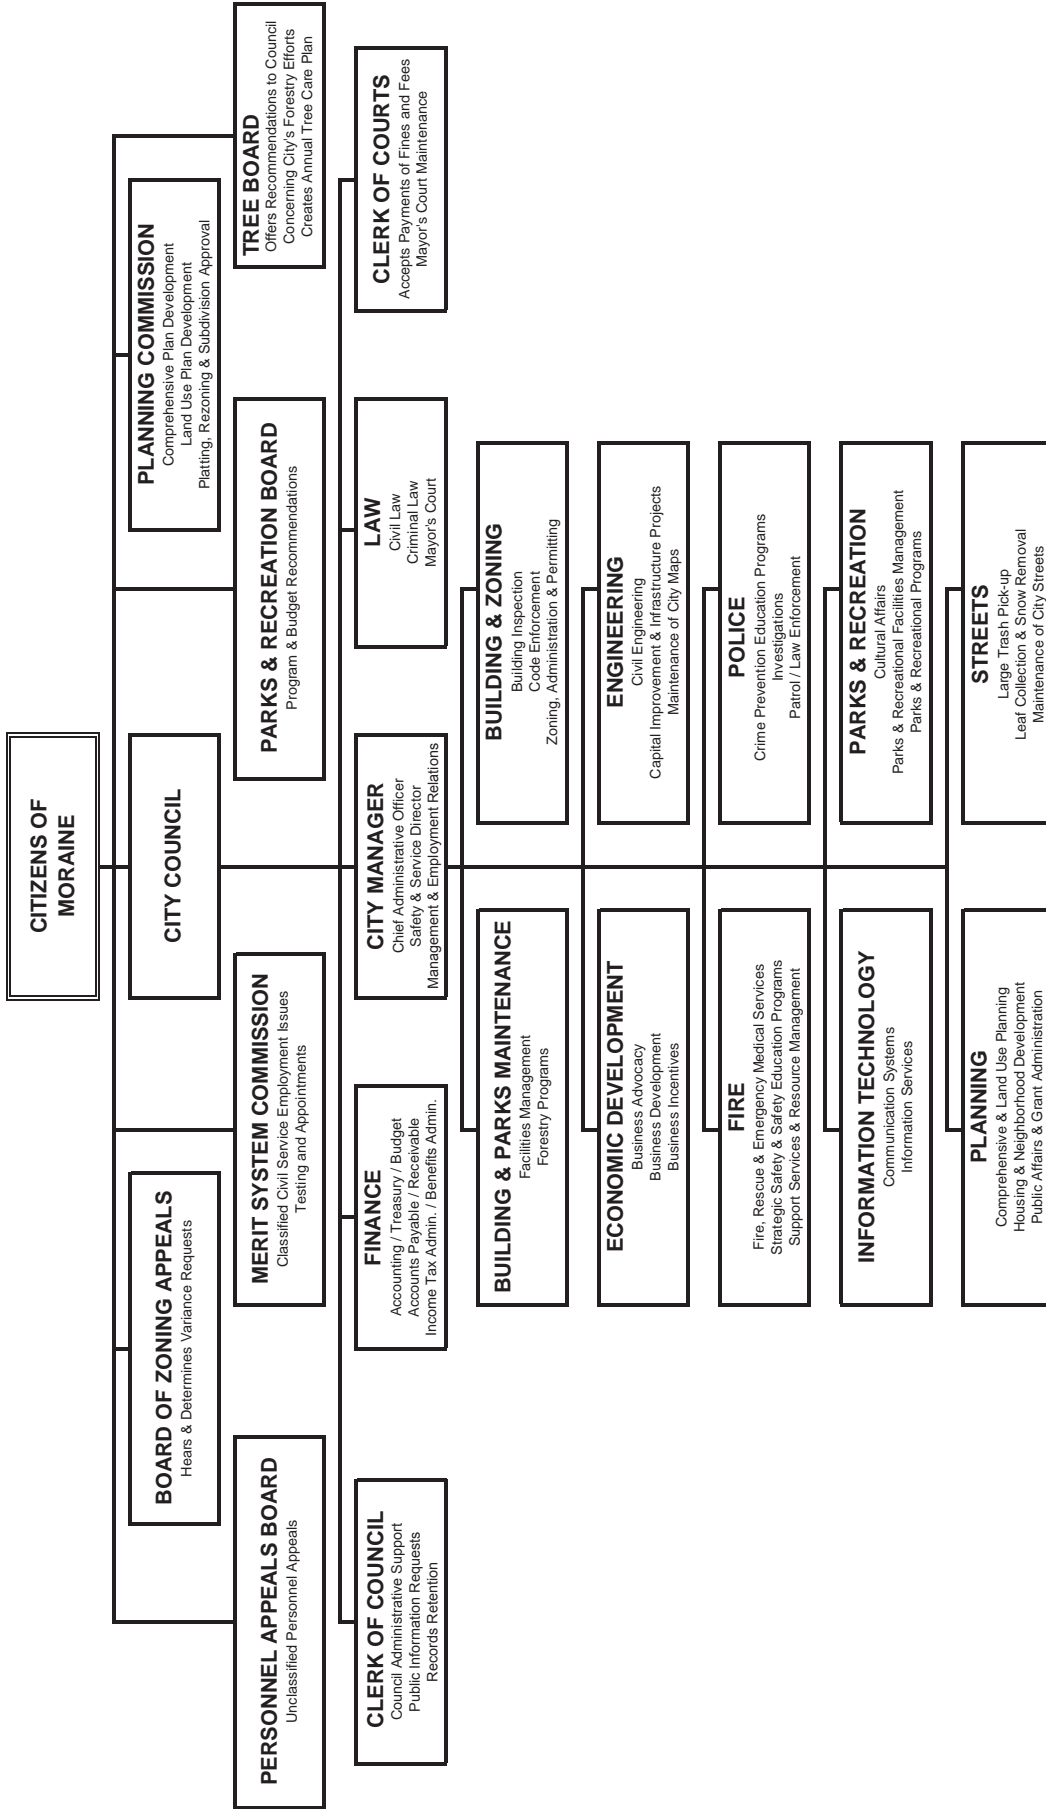 CITIZENS OF
MORAINE
BOARD OF ZONING APPEALS
Hears & Determines Variance Requests
CITY COUNCIL
PLANNING COMMISSION
Comprehensive Plan Development
Land Use Plan Development
Platting, Rezoning & Subdivision Approval
PERSONNEL APPEALS BOARD
Unclassified Personnel Appeals
MERIT SYSTEM COMMISSION
Classified Civil Service Employment Issues
Testing and Appointments
PARKS & RECREATION BOARD
Program & Budget Recommendations
TREE BOARD
Offers Recommendations to Council
Concerning City's Forestry Efforts
Creates Annual Tree Care Plan
CLERK OF COUNCIL
Council Administrative Support
Public Information Requests
Records Retention
FINANCE
Accounting / Treasury / Budget
Accounts Payable / Receivable
Income Tax Admin. / Benefits Admin.
CITY MANAGER
Chief Administrative Officer
Safety & Service Director
Management & Employment Relations
LAW
Civil Law
Criminal Law
Mayor's Court
CLERK OF COURTS
Accepts Payments of Fines and Fees
Mayor's Court Maintenance
BUILDING & PARKS MAINTENANCE
Facilities Management
Forestry Programs
BUILDING & ZONING
Building Inspection
Code Enforcement
Zoning, Administration & Permitting
ECONOMIC DEVELOPMENT
Business Advocacy
Business Development
Business Incentives
ENGINEERING
Civil Engineering
Capital Improvement & Infrastructure Projects
Maintenance of City Maps
FIRE
Fire, Rescue & Emergency Medical Services
Strategic Safety & Safety Education Programs
Support Services & Resource Management
POLICE
Crime Prevention Education Programs
Investigations
Patrol / Law Enforcement
INFORMATION TECHNOLOGY
Communication Systems
Information Services
PARKS & RECREATION
Cultural Affairs
Parks & Recreational Facilities Management
Parks & Recreational Programs
PLANNING
Comprehensive & Land Use Planning
Housing & Neighborhood Development
Public Affairs & Grant Administration
STREETS
Large Trash Pick-up
Leaf Collection & Snow Removal
Maintenance of City Streets